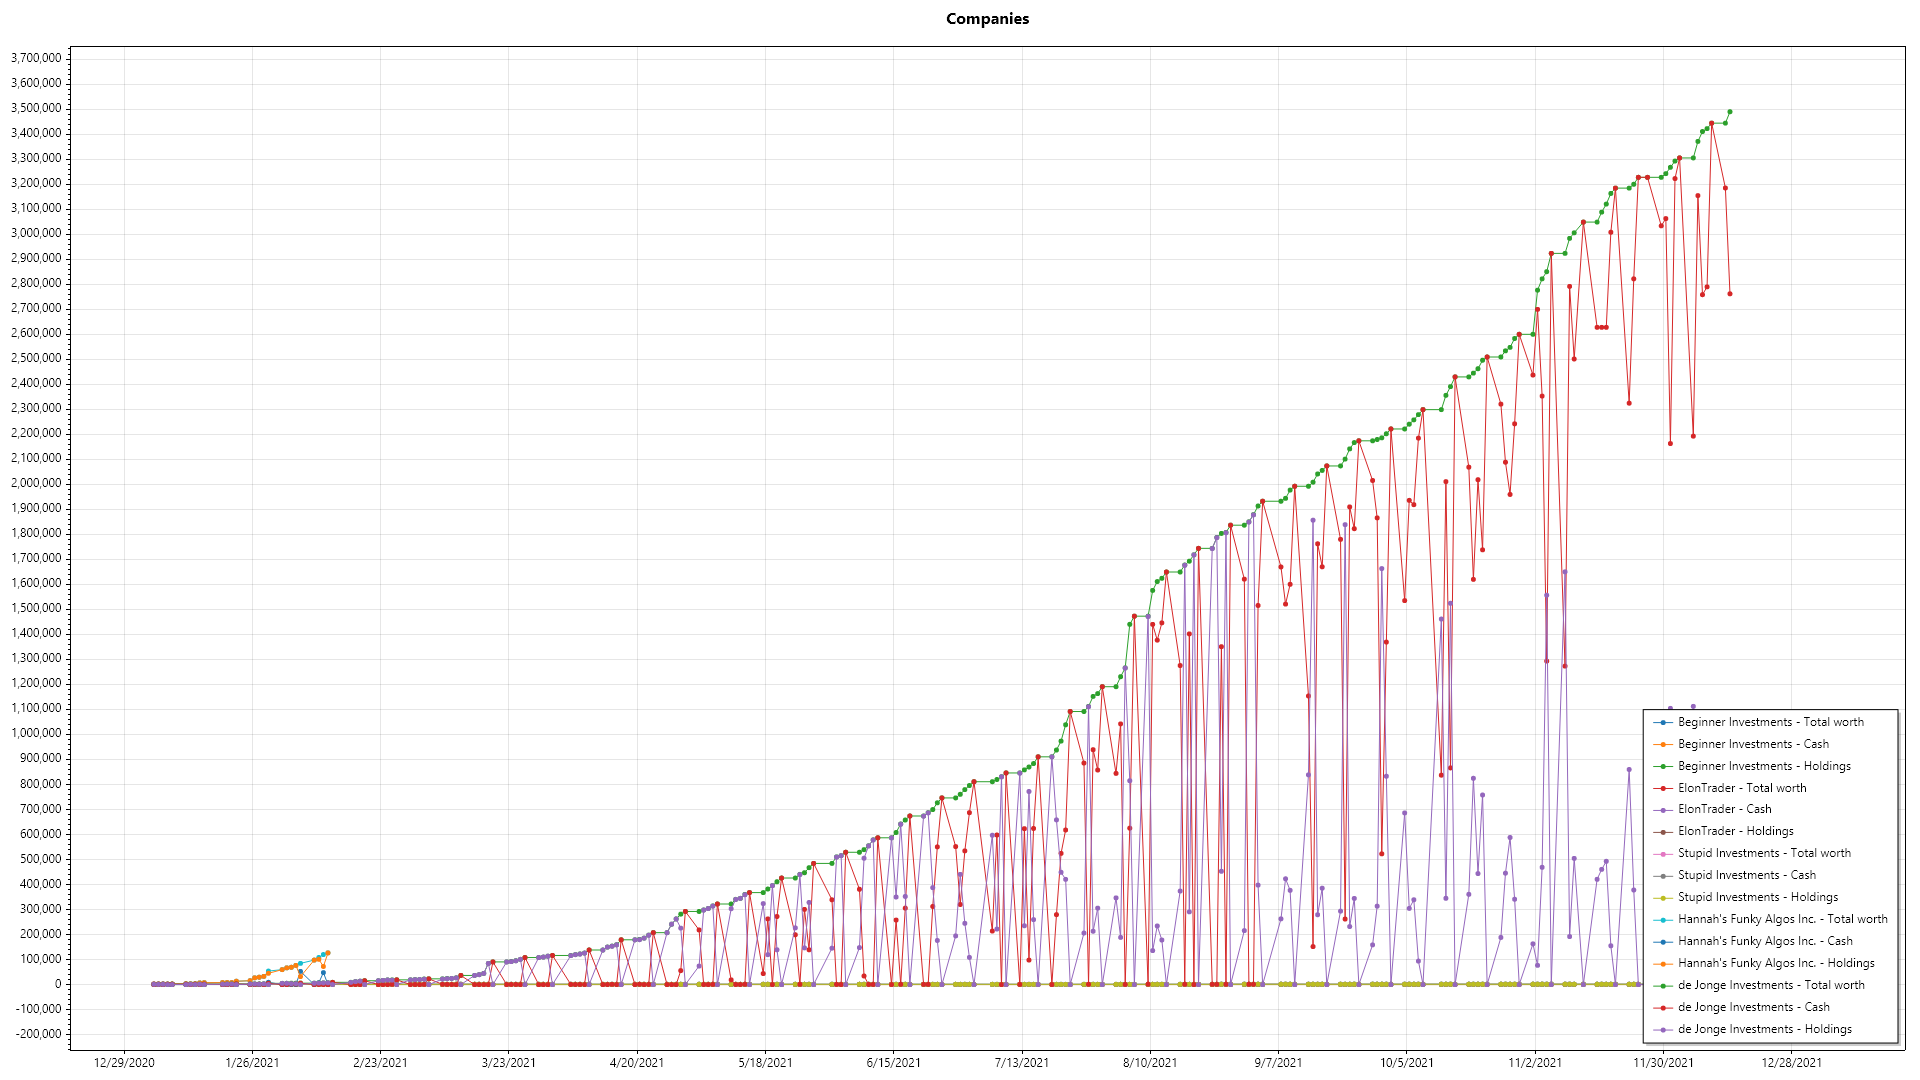 Companies
3,700,000
3,600,000
3,500,000
3,400,000
3,300,000
3,200,000
3,100,000
3,000,000
2,900,000
2,800,000
2,700,000
2,600,000
2,500,000
2,400,000
2,300,000
2,200,000
2,100,000
2,000,000
1,900,000
1,800,000
1,700,000
1,600,000
1,500,000
1,400,000
1,300,000
1,200,000
1,100,000
1,000,000
900,000
800,000
700,000
600,000
500,000
400,000
300,000
200,000
100,000
0
-100,000
-200,000
12/29/2020 1/26/2021 2/23/2021 3/23/2021 4/20/2021 5/18/2021 6/15/2021 7/13/2021 8/10/2021 9/7/2021 10/5/2021 11/2/2021 11/30/2021 12/28/2021
Beginner Investments - Total worth
Beginner Investments - Cash
Beginner Investments - Holdings
ElonTrader - Total worth
ElonTrader - Cash
ElonTrader - Holdings
Stupid Investments - Total worth
Stupid Investments - Cash
Stupid Investments - Holdings
Hannah's Funky Algos Inc. - Total worth
Hannah's Funky Algos Inc. - Cash
Hannah's Funky Algos Inc. - Holdings
de Jonge Investments - Total worth
de Jonge Investments - Cash
de Jonge Investments - Holdings